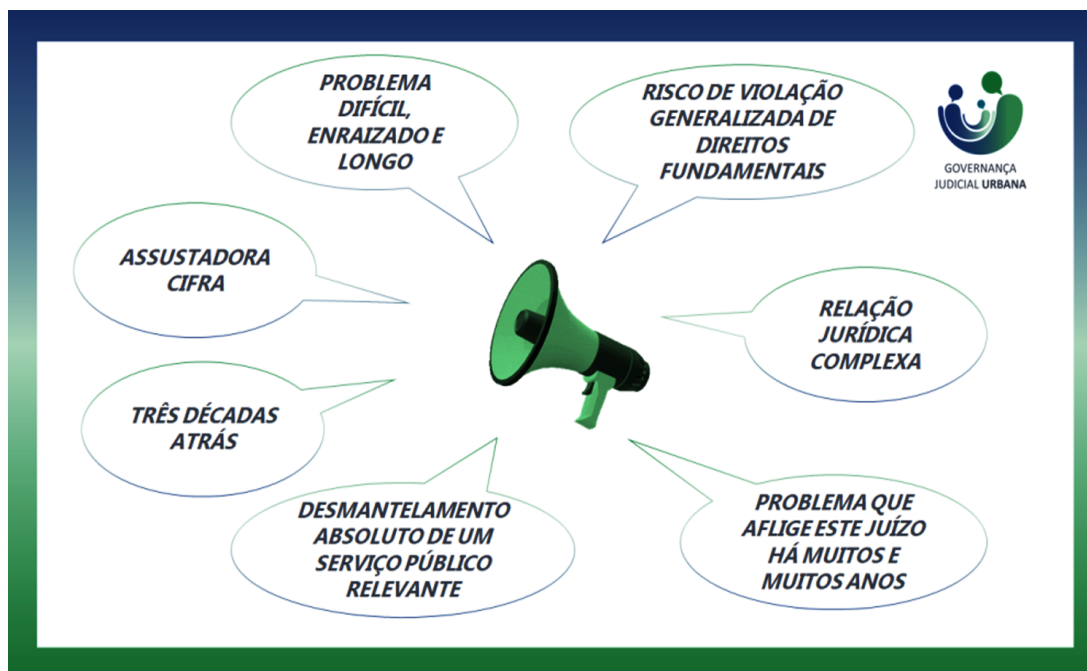 PROBLEMA
DIFÍCIL,
ENRAIZADO E
LONGO
RISCO DE VIOLAÇÃO
GENERALIZADA DE
DIREITOS
FUNDAMENTAIS
GOVERNANÇA
JUDICIAL URBANA
ASSUSTADORA
CIFRA
RELAÇÃO
JURÍDICA
COMPLEXA
TRÊS DÉCADAS
ATRÁS
DESMANTELAMENTO
ABSOLUTO DE UM
SERVIÇO PÚBLICO
RELEVANTE
PROBLEMA QUE
AFLIGE ESTE JUÍZO
HÁ MUITOS E
MUITOS ANOS